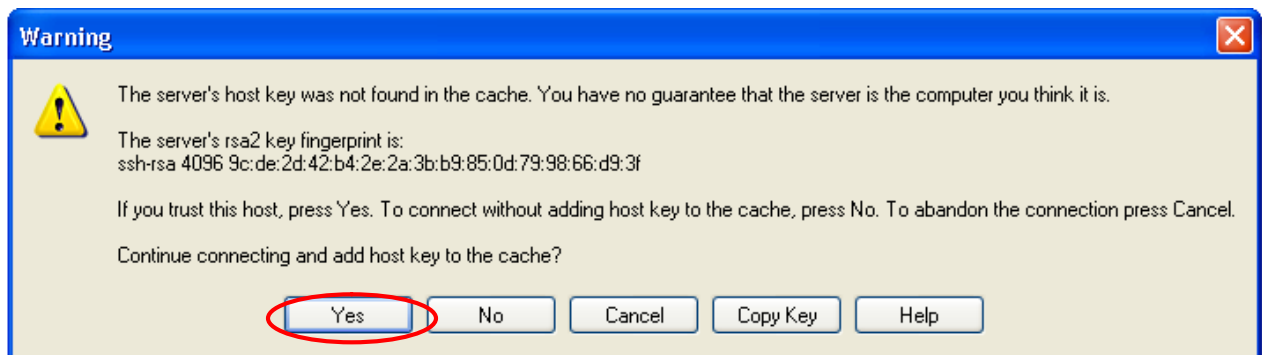 Warning
The server's host key was not found in the cache. You have no guarantee that the server is the computer you think it is.
The server's rsa2 key fingerprint is:
ssh-rsa 4096 9c:de:2d:42:b4:2e:2a:3b:b9:85:0d:79:98:66:d9:3f
If you trust this host, press Yes. To connect without adding host key to the cache, press No. To abandon the connection press Cancel.
Continue connecting and add host key to the cache?
Yes No Cancel Copy Key Help